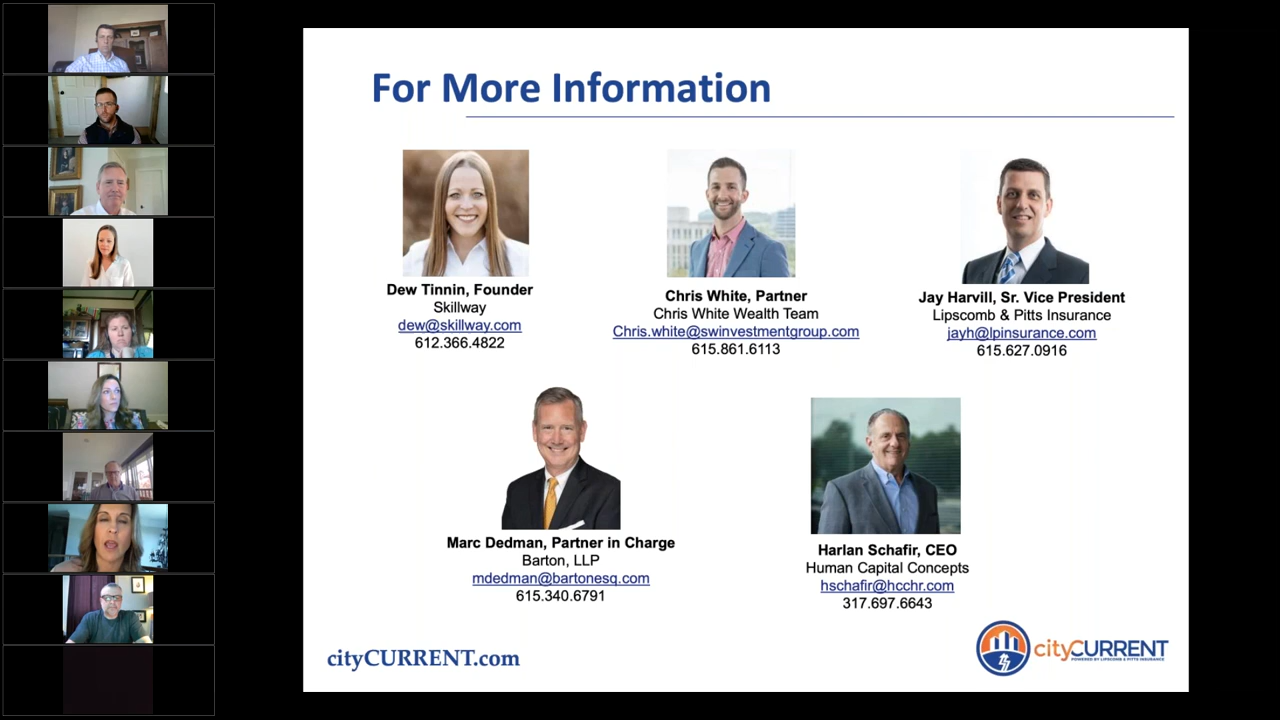 For More Information
Dew Tinnin, Founder
Skillway
dew@skillway.com
612.366.4822
Chris White, Partner
Chris White Wealth Team
Chris.white@swinvestmentgroup.com
615.861.6113
Jay Harvill, Sr. Vice President
Lipscomb & Pitts Insurance
jayh@lpinsurance.com
615.627.0916
Marc Dedman, Partner in Charge
Barton, LLP
mdedman@bartonesq.com
615.340.6791
Harlan Schafir, CEO
Human Capital Concepts
hschafir@hcchr.com
317.697.6643
cityCURRENT.com
cityCURRENT
POWERED BY LIPSCOMB & PITTS INSURANCE